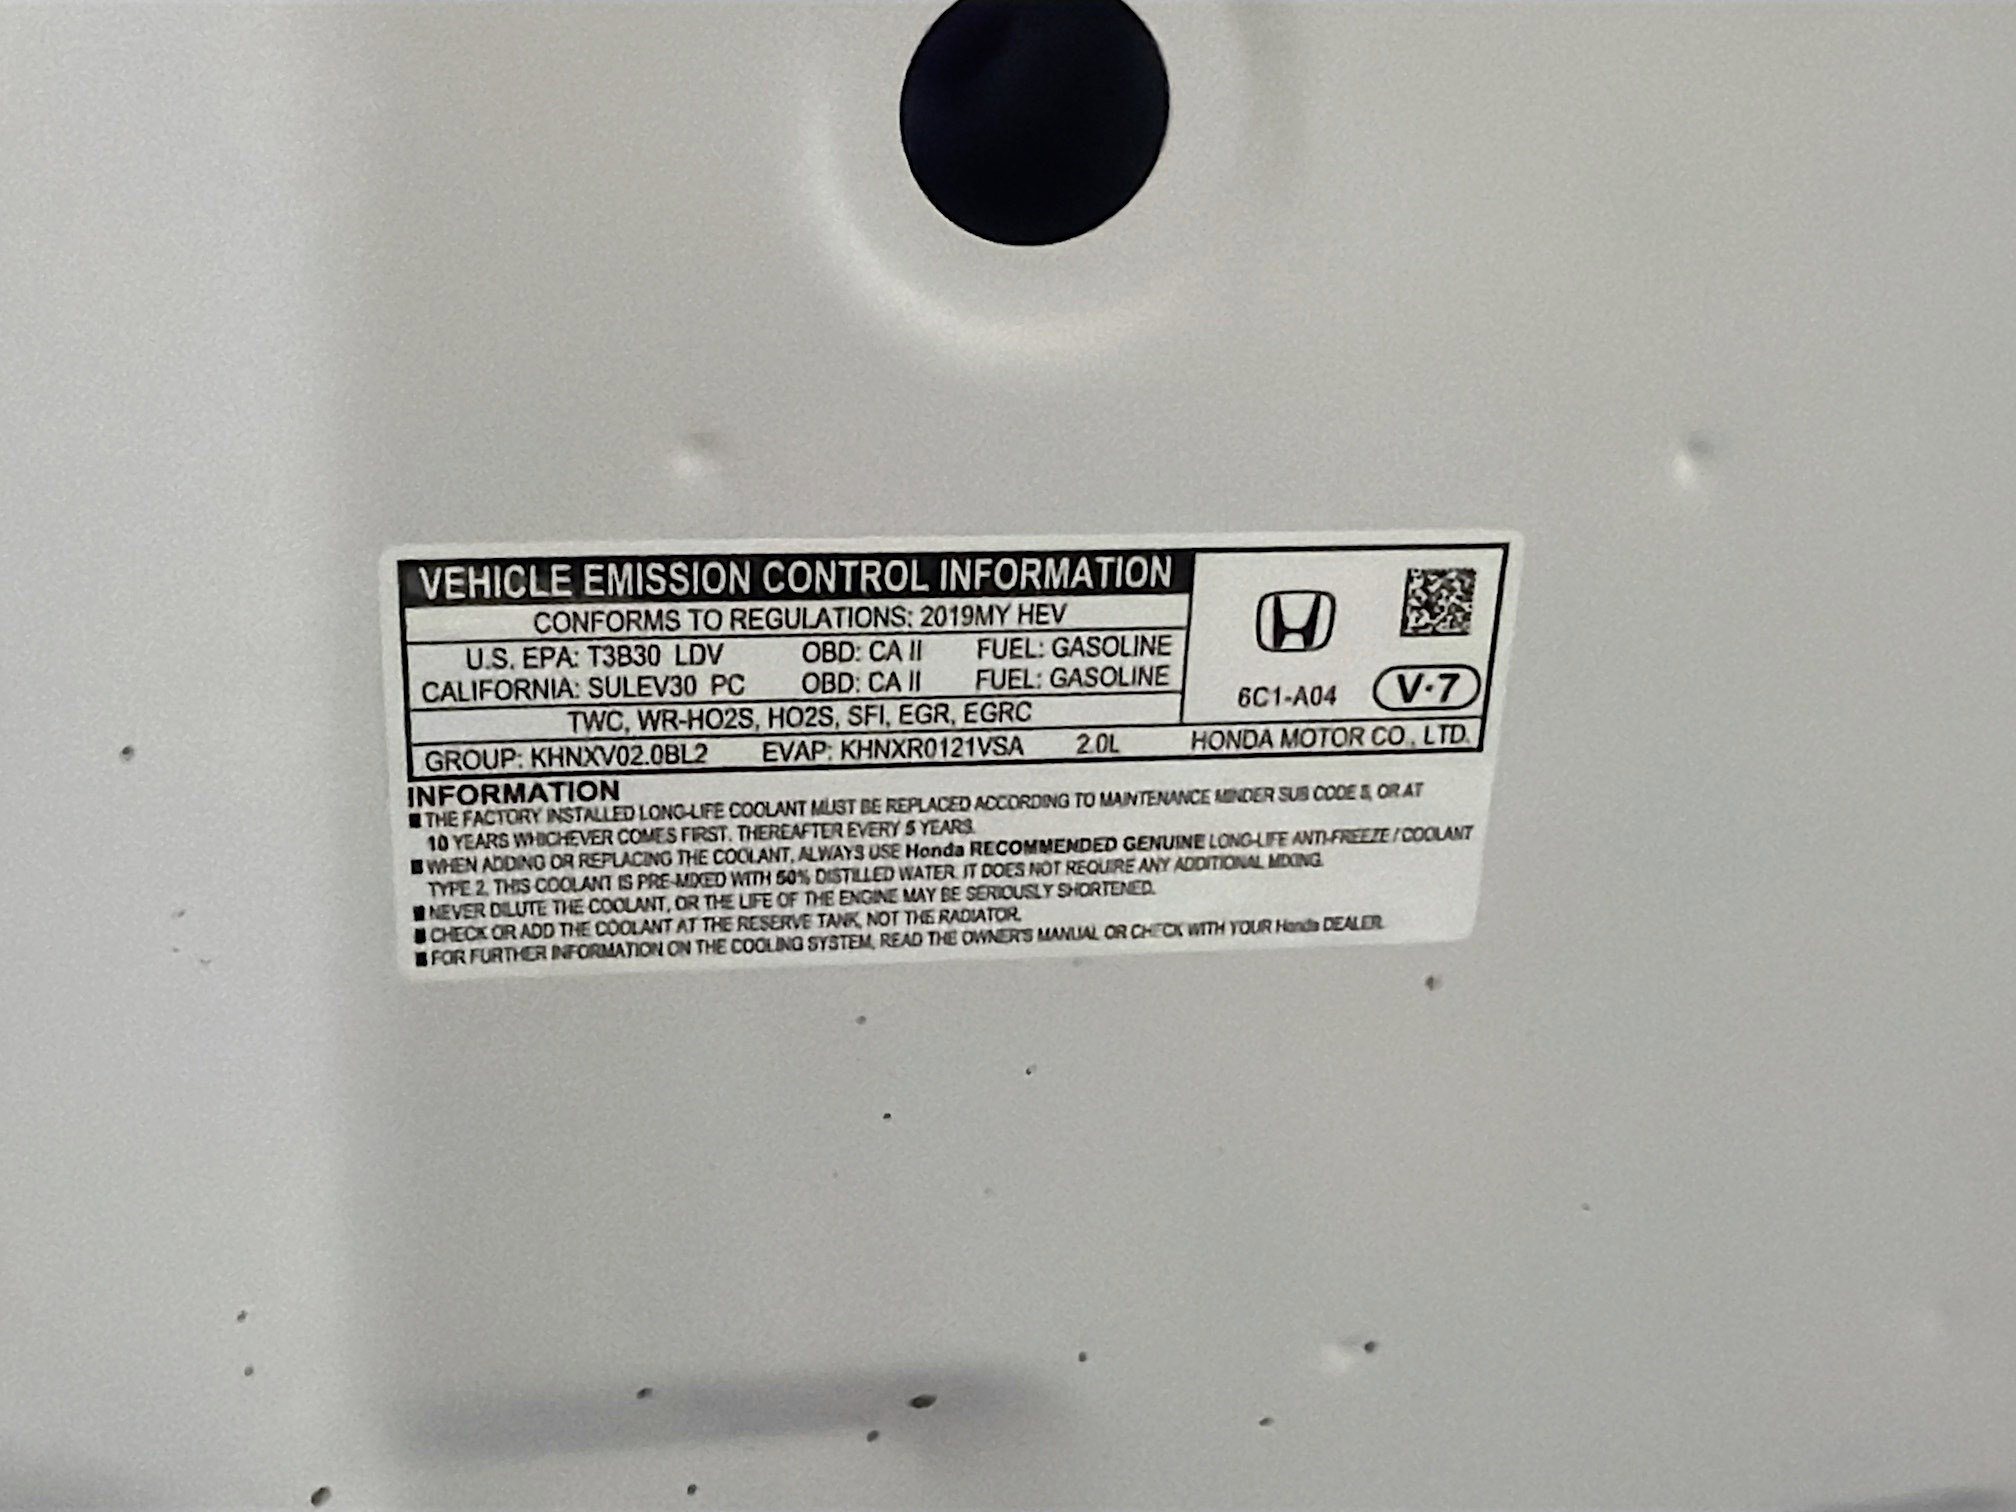 VEHICLE EMISSION CONTROL INFORMATION
CONFORMS TO REGULATIONS: 2019MY HEV
U.S. EPA: T3B30 LDV OBD: CA II FUEL: GASOLINE
CALIFORNIA: SULEV30 PC OBD: CA II FUEL: GASOLINE
6C1-A04 V·7
TWC, WR-HO2S, HO2S, SFI, EGR, EGRC
GROUP: KHNXV02.0BL2 EVAP: KHNXR0121VSA 2.0L HONDA MOTOR CO., LTD.
INFORMATION
■ THE FACTORY INSTALLED LONG-LIFE COOLANT MUST BE REPLACED ACCORDING TO MAINTENANCE MINDER SUB CODE 5, OR AT
10 YEARS WHICHEVER COMES FIRST. THEREAFTER EVERY 5 YEARS.
■ WHEN ADDING OR REPLACING THE COOLANT, ALWAYS USE Honda RECOMMENDED GENUINE LONG-LIFE ANTI-FREEZE / COOLANT
TYPE 2. THIS COOLANT IS PRE-MIXED WITH 50% DISTILLED WATER. IT DOES NOT REQUIRE ANY ADDITIONAL MIXING.
■ NEVER DILUTE THE COOLANT, OR THE LIFE OF THE ENGINE MAY BE SERIOUSLY SHORTENED.
■ CHECK OR ADD THE COOLANT AT THE RESERVE TANK, NOT THE RADIATOR.
■ FOR FURTHER INFORMATION ON THE COOLING SYSTEM, READ THE OWNER'S MANUAL OR CHECK WITH YOUR Honda DEALER.